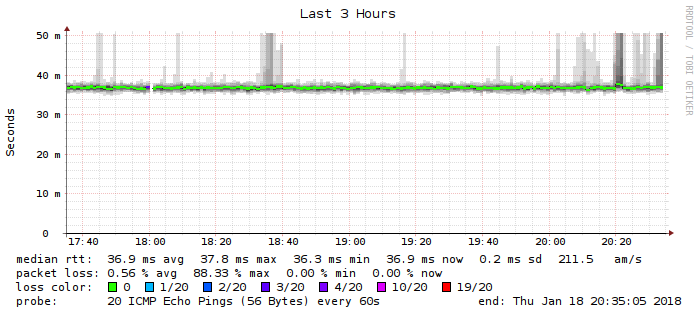 Last 3 Hours
RRDTOOL / TOBI OETIKER
Seconds
50 m
40 m
30 m
20 m
10 m
0
17:40 18:00 18:20 18:40 19:00 19:20 19:40 20:00 20:20
median rtt: 36.9 ms avg 37.8 ms max 36.3 ms min 36.9 ms now 0.2 ms sd 211.5 am/s
packet loss: 0.56 % avg 88.33 % max 0.00 % min 0.00 % now
loss color: 0 1/20 2/20 3/20 4/20 10/20 19/20
probe: 20 ICMP Echo Pings (56 Bytes) every 60s end: Thu Jan 18 20:35:05 2018